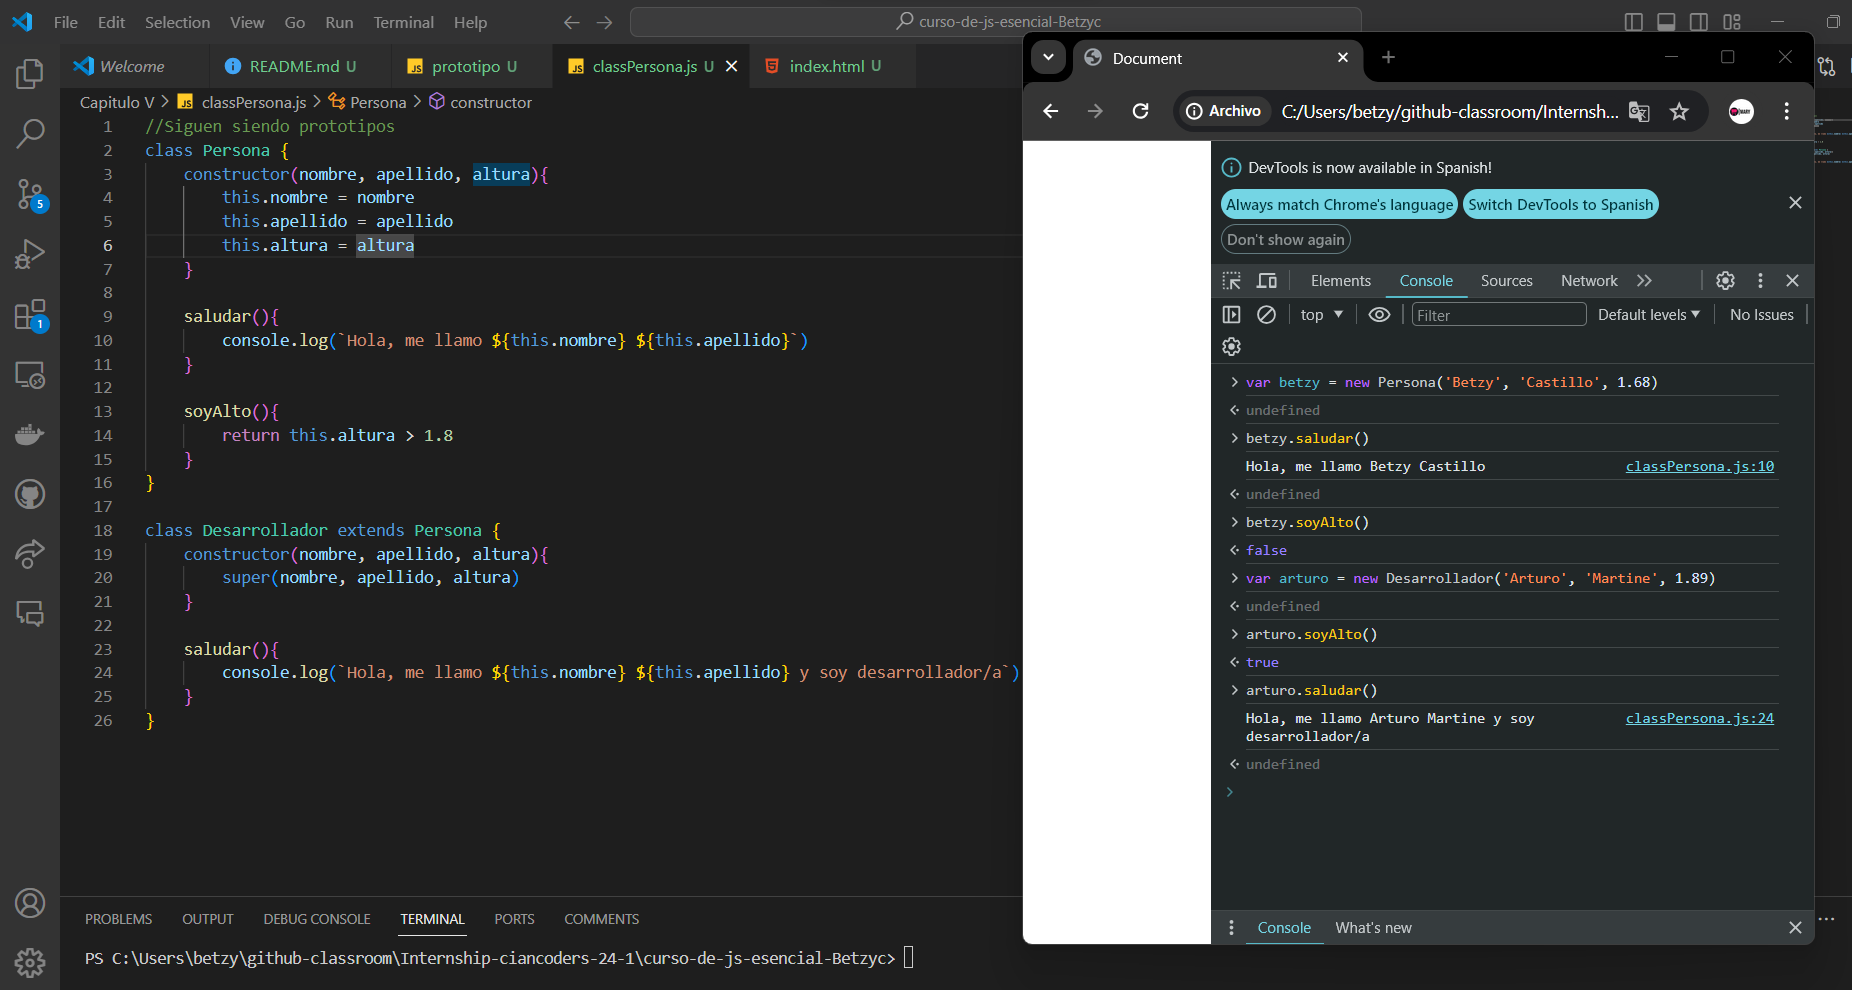 File Edit Selection View Go Run Terminal Help
curso-de-js-esencial-Betzyc
Welcome
README.md U
prototipo U
classPersona.js U
index.html U
Capitulo V > classPersona.js > Persona > constructor
1 //Siguen siendo prototipos
2 class Persona {
3 constructor(nombre, apellido, altura){
4 this.nombre = nombre
5 this.apellido = apellido
6 this.altura = altura
7 }
8
9 saludar(){
10 console.log(`Hola, me llamo ${this.nombre} ${this.apellido}`)
11 }
12
13 soyAlto(){
14 return this.altura > 1.8
15 }
16 }
17
18 class Desarrollador extends Persona {
19 constructor(nombre, apellido, altura){
20 super(nombre, apellido, altura)
21 }
22
23 saludar(){
24 console.log(`Hola, me llamo ${this.nombre} ${this.apellido} y soy desarrollador/a`)
25 }
26 }
5
1
PROBLEMS OUTPUT DEBUG CONSOLE TERMINAL PORTS COMMENTS
PS C:\Users\betzy\github-classroom\Internship-ciancoders-24-1\curso-de-js-esencial-Betzyc>
Document
Archivo C:/Users/betzy/github-classroom/Internsh...
DevTools is now available in Spanish!
Always match Chrome's language Switch DevTools to Spanish
Don't show again
Elements Console Sources Network
top Filter Default levels No Issues
> var betzy = new Persona('Betzy', 'Castillo', 1.68)
undefined
> betzy.saludar()
Hola, me llamo Betzy Castillo classPersona.js:10
undefined
> betzy.soyAlto()
false
> var arturo = new Desarrollador('Arturo', 'Martine', 1.89)
undefined
> arturo.soyAlto()
true
> arturo.saludar()
Hola, me llamo Arturo Martine y soy classPersona.js:24
desarrollador/a
undefined
>
Console What's new